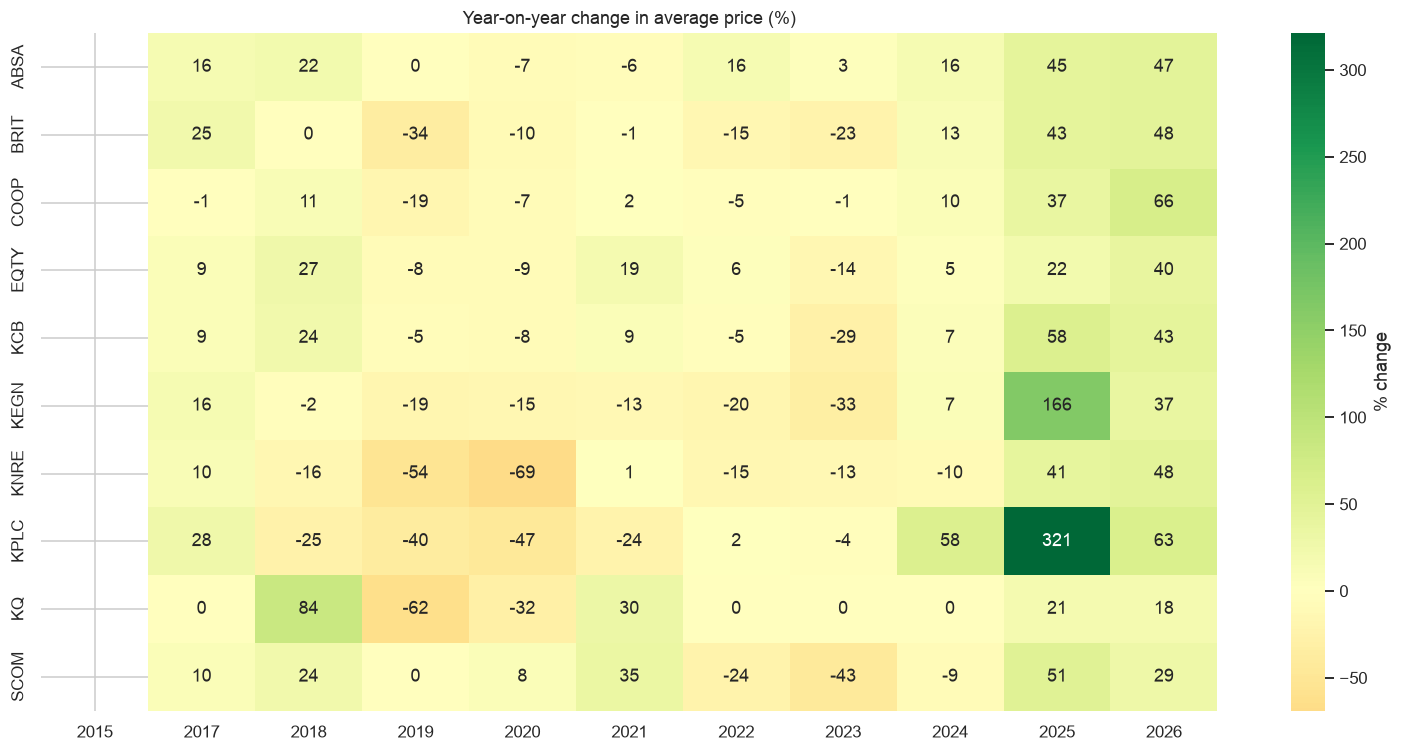 Year-on-year change in average price (%)
ABSA 16 22 0 -7 -6 16 3 16 45 47
BRIT 25 0 -34 -10 -1 -15 -23 13 43 48
COOP -1 11 -19 -7 2 -5 -1 10 37 66
EQTY 9 27 -8 -9 19 6 -14 5 22 40
KCB 9 24 -5 -8 9 -5 -29 7 58 43
KEGN 16 -2 -19 -15 -13 -20 -33 7 166 37
KNRE 10 -16 -54 -69 1 -15 -13 -10 41 48
KPLC 28 -25 -40 -47 -24 2 -4 58 321 63
KQ 0 84 -62 -32 30 0 0 0 21 18
SCOM 10 24 0 8 35 -24 -43 -9 51 29
2015 2017 2018 2019 2020 2021 2022 2023 2024 2025 2026
300
250
200
150
100
50
0
−50
% change